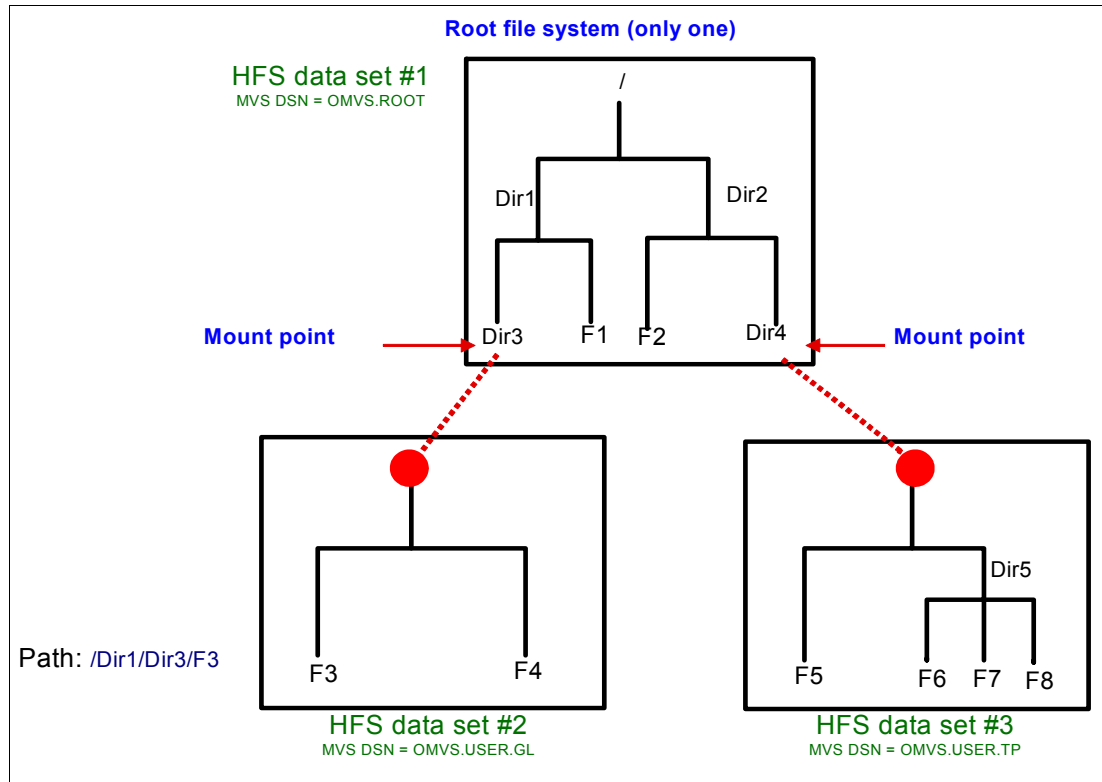 Root file system (only one)
HFS data set #1
MVS DSN = OMVS.ROOT
/
Dir1
Dir2
Mount point
Dir3
F1
F2
Dir4
Mount point
Dir5
Path: /Dir1/Dir3/F3
F3
F4
F5
F6
F7
F8
HFS data set #2
MVS DSN = OMVS.USER.GL
HFS data set #3
MVS DSN = OMVS.USER.TP